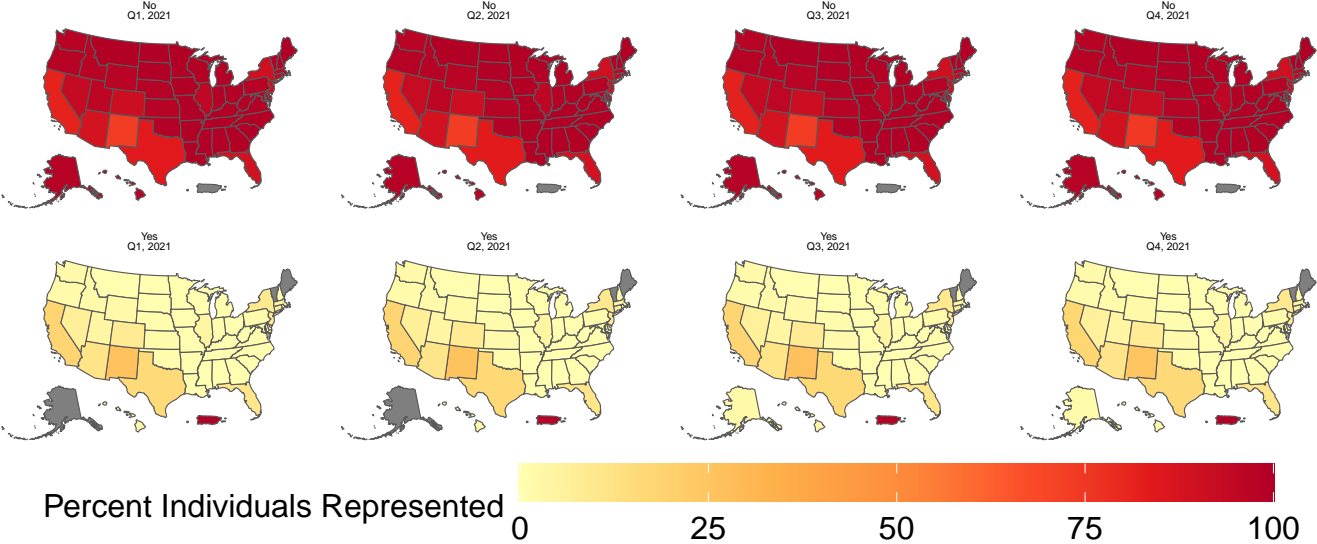 No
Q1, 2021
No
Q2, 2021
No
Q3, 2021
No
Q4, 2021
Yes
Q1, 2021
Yes
Q2, 2021
Yes
Q3, 2021
Yes
Q4, 2021
Percent Individuals Represented
0 25 50 75 100